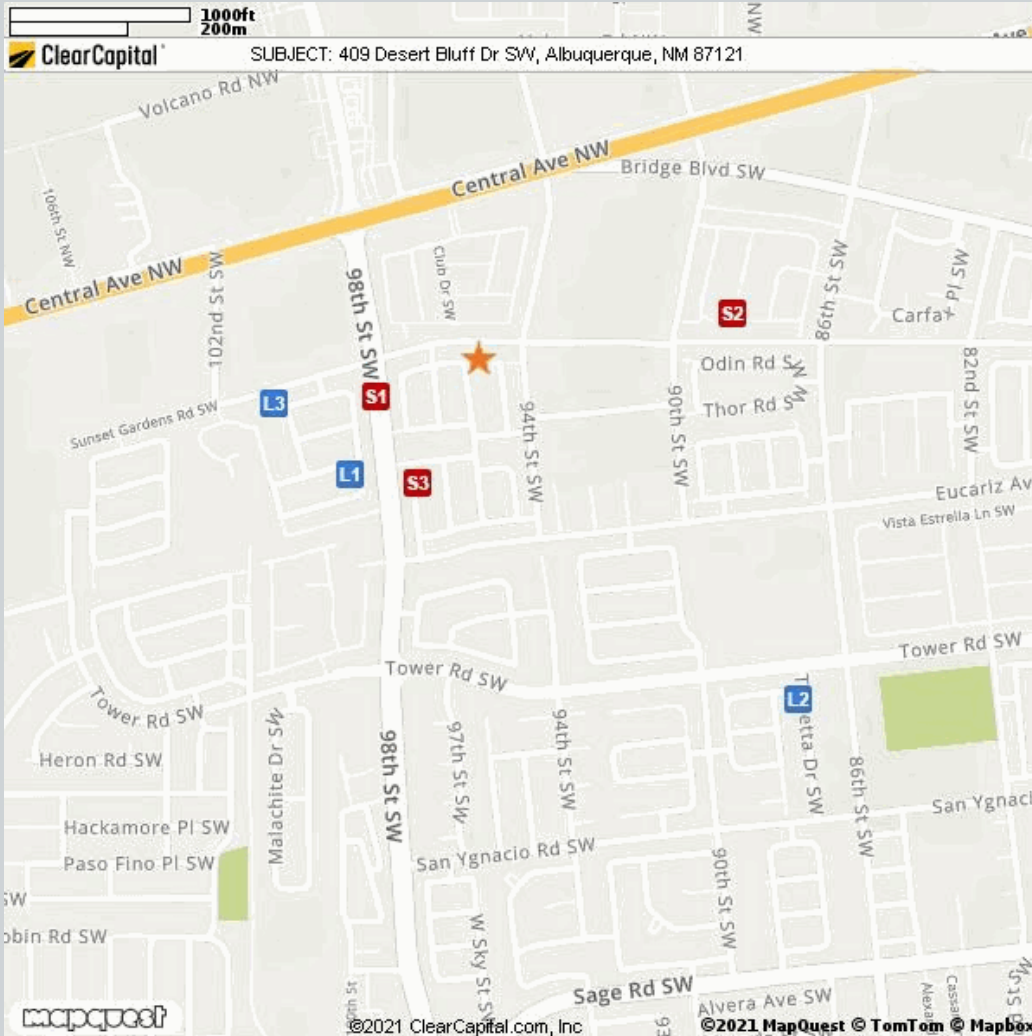 1000ft
200m
ClearCapital
SUBJECT: 409 Desert Bluff Dr SW, Albuquerque, NM 87121
Volcano Rd NW
NW
Central Ave NW
Bridge Blvd SW
106th St NW
Central Ave NW
102nd St SW
98th St SW
Club Dr SW
S2
86th St SW
Carfax Pl SW
82nd St SW
Odin Rd SW
Thor Rd SW
L3
S1
Sunset Gardens Rd SW
94th St SW
90th St SW
L1
S3
Eucariz Av
Vista Estrella Ln SW
Tower Rd SW
Tower Rd SW
Tower Rd SW
L2
etta Dr SW
Heron Rd SW
Malachite Dr SW
98th St SW
97th St SW
94th St SW
86th St SW
San Ygnaci
Hackamore Pl SW
Paso Fino Pl SW
San Ygnacio Rd SW
90th St SW
SW
obin Rd SW
W Sky St SW
Sage Rd SW
Alvera Ave SW
mapquest
©2021 ClearCapital.com, Inc
©2021 MapQuest © TomTom © Mapbox